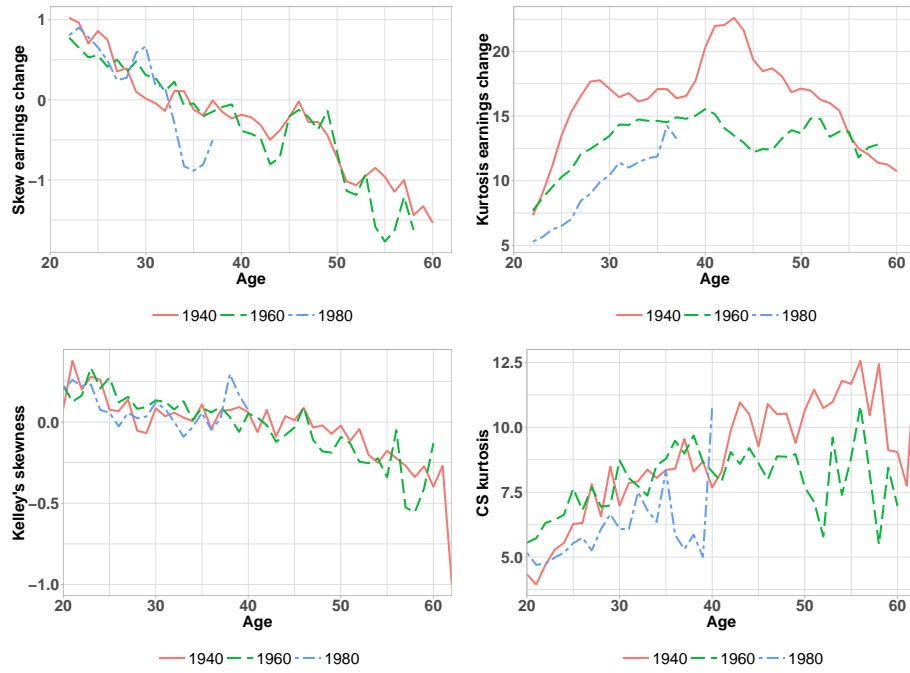 Skew earnings change
1
0
−1
20 30 40 50 60
Age
1940 1960 1980
Kurtosis earnings change
20
15
10
5
20 30 40 50 60
Age
1940 1960 1980
Kelley's skewness
0.0
−0.5
−1.0
20 30 40 50 60
Age
1940 1960 1980
CS kurtosis
12.5
10.0
7.5
5.0
20 30 40 50 60
Age
1940 1960 1980